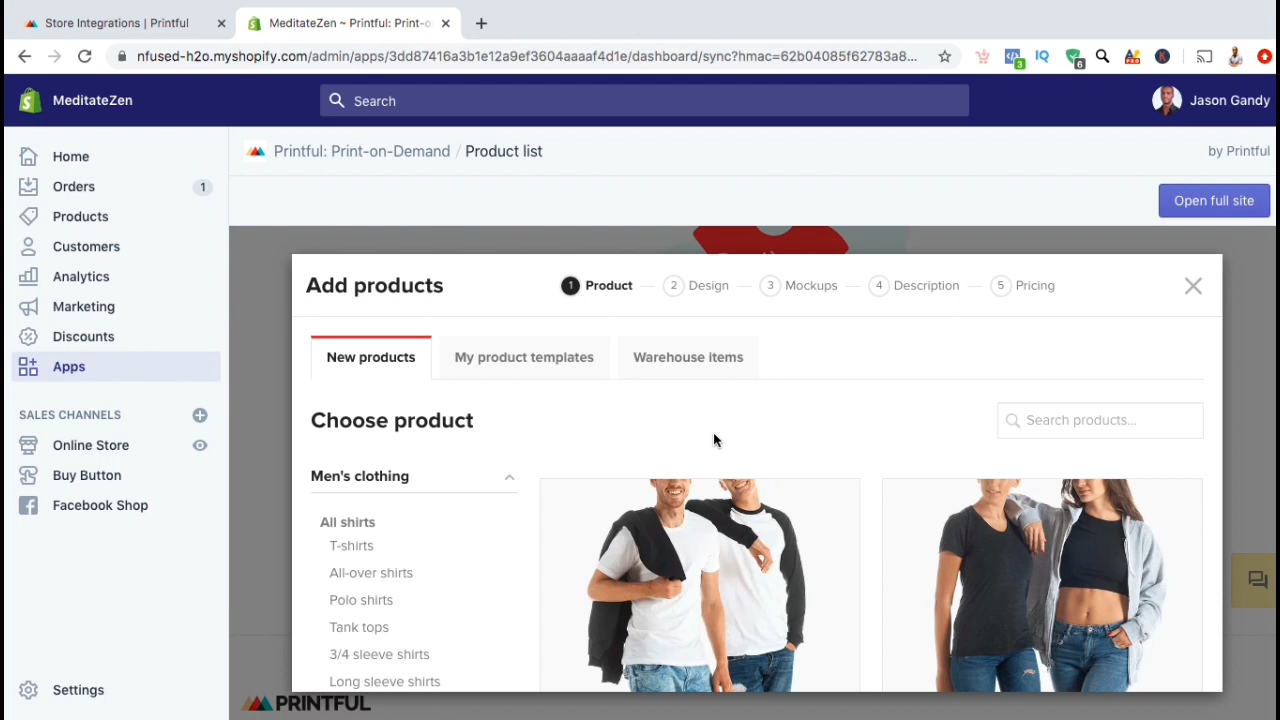 Store Integrations | Printful
MeditateZen ~ Printful: Print-o
nfused-h2o.myshopify.com/admin/apps/3dd87416a3b1e12a9ef3604aaaaf4d1e/dashboard/sync?hmac=62b04085f62783a8...
3
IQ
6
K
MeditateZen
Search
Jason Gandy
Home
Printful: Print-on-Demand / Product list
by Printful
Orders
1
Open full site
Products
Customers
Analytics
Marketing
Discounts
Apps
Add products
1 Product
2 Design
3 Mockups
4 Description
5 Pricing
New products
My product templates
Warehouse items
SALES CHANNELS
Online Store
Buy Button
Facebook Shop
Choose product
Search products...
Men's clothing
All shirts
T-shirts
All-over shirts
Polo shirts
Tank tops
3/4 sleeve shirts
Long sleeve shirts
Settings
PRINTFUL